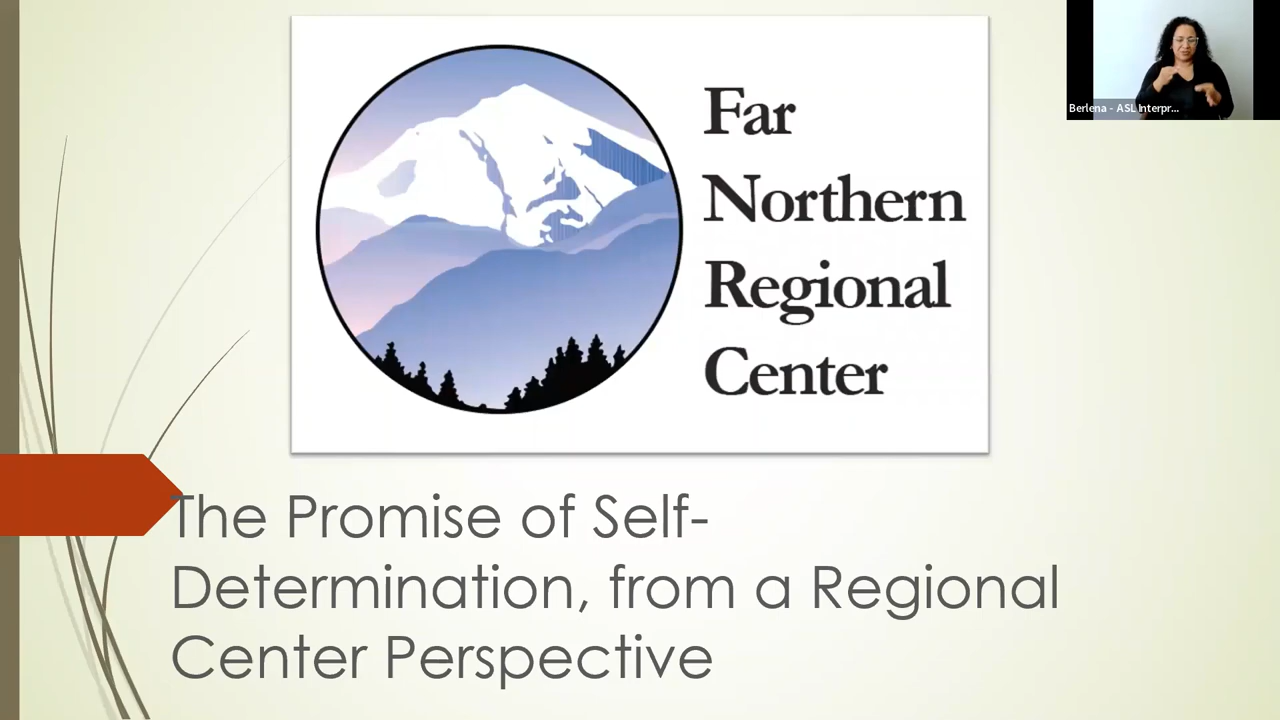 Far
Northern
Regional
Center
Berlena - ASL Interpr...
The Promise of Self-
Determination, from a Regional
Center Perspective